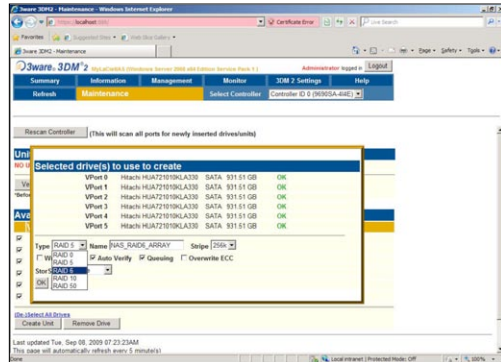 3ware 3DM2 - Maintenance - Windows Internet Explorer
localhost
Certificate Error
Live Search
Favorites Suggested Sites Web Slice Gallery
3ware 3DM2 - Maintenance
Page Safety Tools
3ware 3DM 2
Administrator logged in Logout
Summary Information Management Monitor 3DM 2 Settings Help
Refresh Maintenance Select Controller Controller ID 0 (9690SA-4I4E)
Rescan Controller (This will scan all ports for newly inserted drives/units)
Selected drive(s) to use to create
VPort 0 Hitachi HUA721010KLA330 SATA 931.51 GB OK
VPort 1 Hitachi HUA721010KLA330 SATA 931.51 GB OK
VPort 2 Hitachi HUA721010KLA330 SATA 931.51 GB OK
VPort 3 Hitachi HUA721010KLA330 SATA 931.51 GB OK
VPort 4 Hitachi HUA721010KLA330 SATA 931.51 GB OK
VPort 5 Hitachi HUA721010KLA330 SATA 931.51 GB OK
Type RAID 5 Name NAS_RAID6_ARRAY Stripe 256k
RAID 0
RAID 5
RAID 6
RAID 10
RAID 50
Auto Verify Queuing Overwrite ECC
OK
Select All Drives
Create Unit Remove Drive
Last updated Tue, Sep 08, 2009 07:23:23AM
This page will automatically refresh every 5 minute(s)
Done Local intranet | Protected Mode: Off 100%